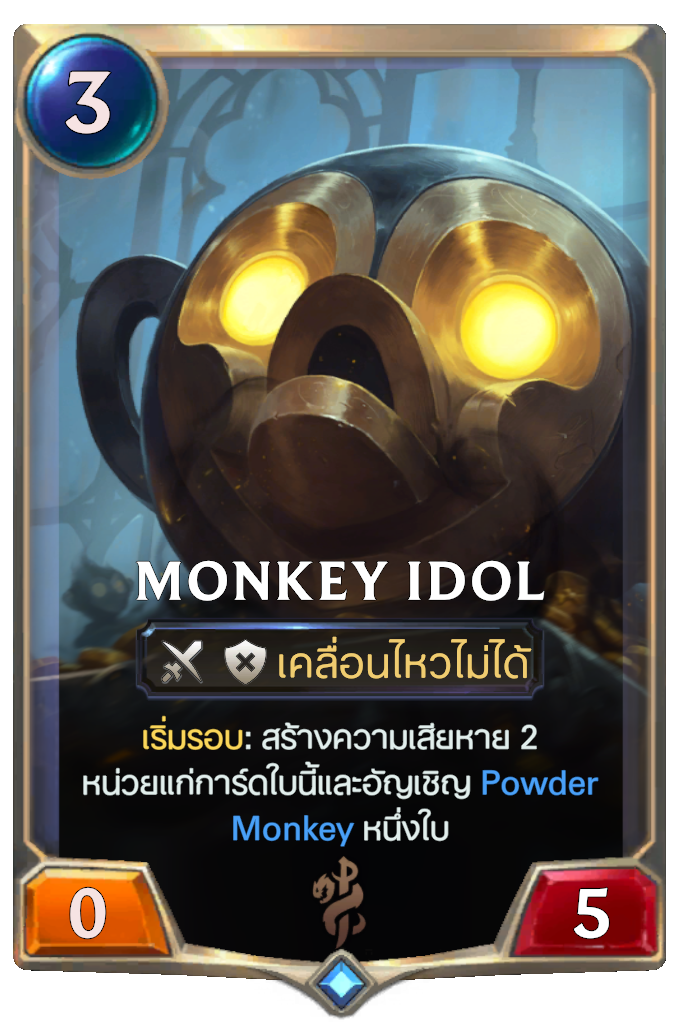 3
MONKEY IDOL
เคลื่อนไหวไม่ได้
เริ่มรอบ: สร้างความเสียหาย 2
หน่วยแก่การ์ดใบนี้และอัญเชิญ Powder
Monkey หนึ่งใบ
0
5